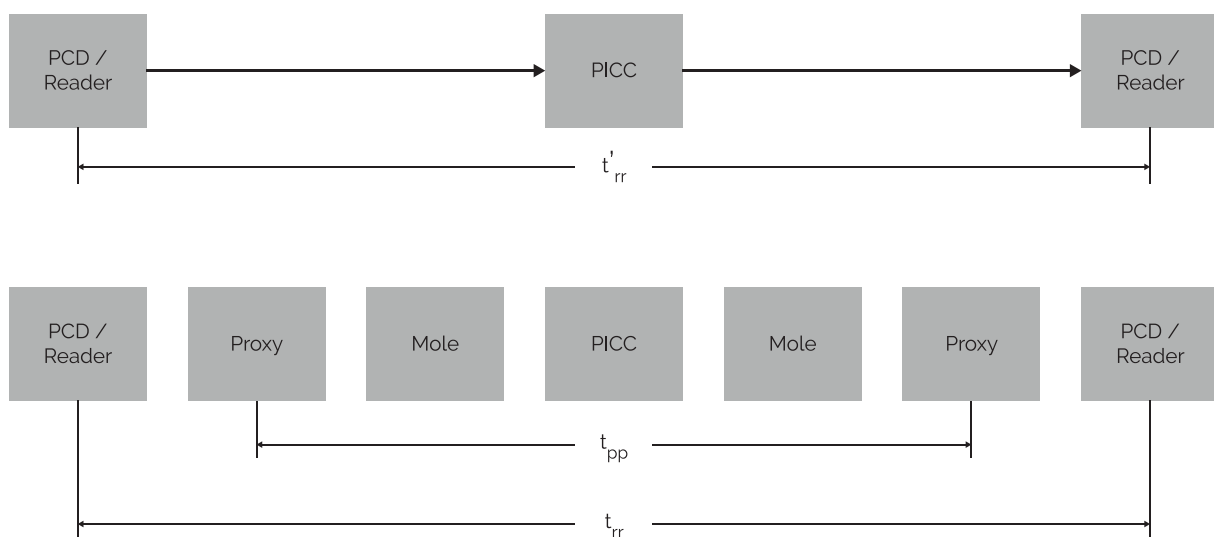 PCD /
Reader
PICC
PCD /
Reader
t'rr
PCD /
Reader
Proxy
Mole
PICC
Mole
Proxy
PCD /
Reader
tpp
trr